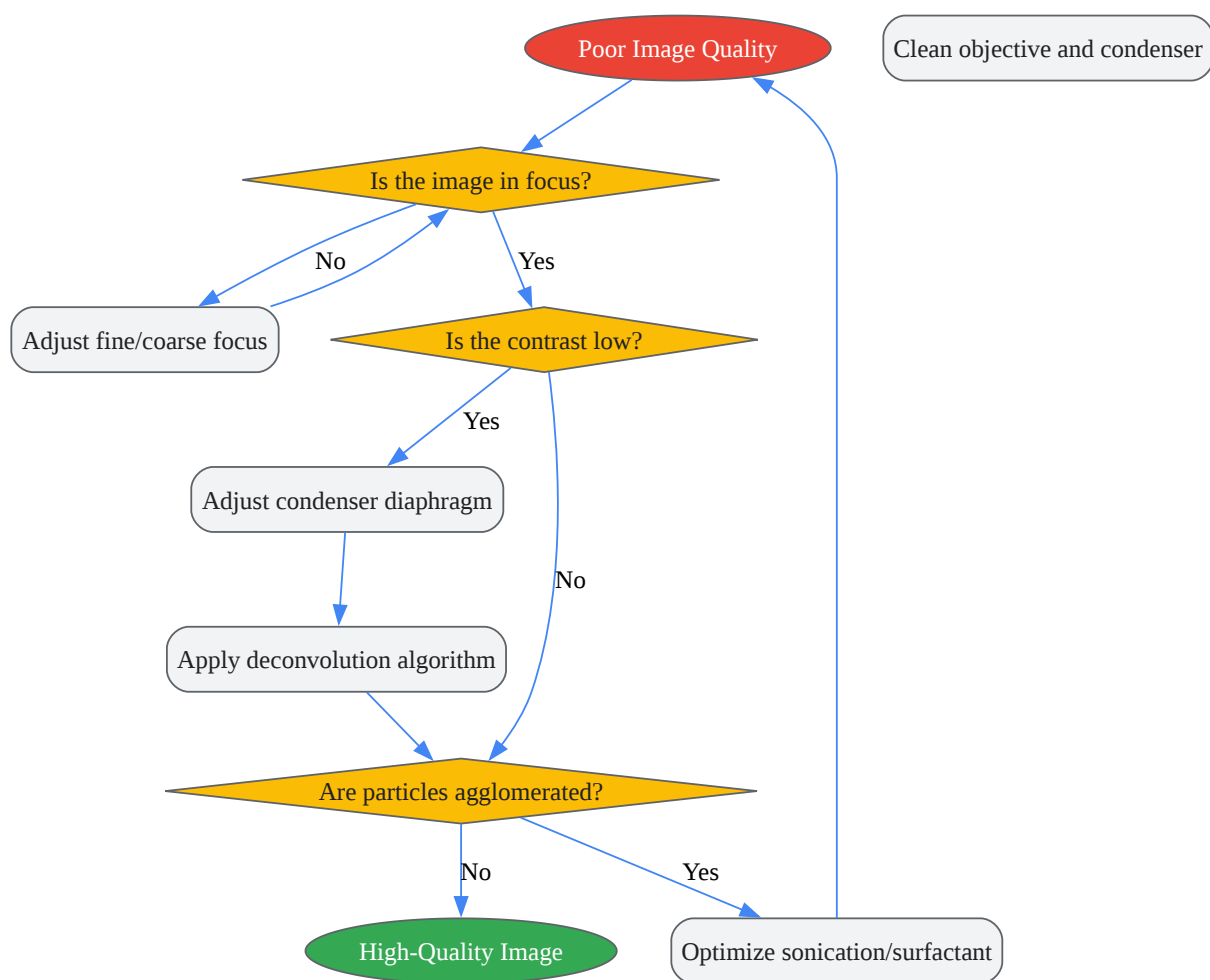 Poor Image Quality
Clean objective and condenser
Is the image in focus?
No
Yes
Adjust fine/coarse focus
Is the contrast low?
Yes
Adjust condenser diaphragm
No
Apply deconvolution algorithm
Are particles agglomerated?
No
Yes
High-Quality Image
Optimize sonication/surfactant